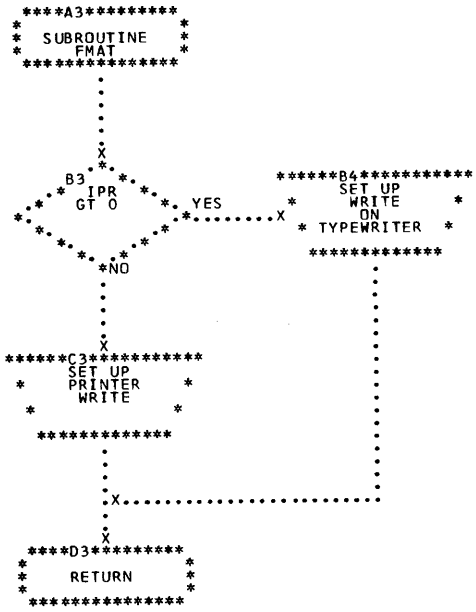 A3
SUBROUTINE
FMAT
B3
IPR
GT 0
YES
NO
B4
SET UP
WRITE
ON
TYPEWRITER
C3
SET UP
PRINTER
WRITE
D3
RETURN